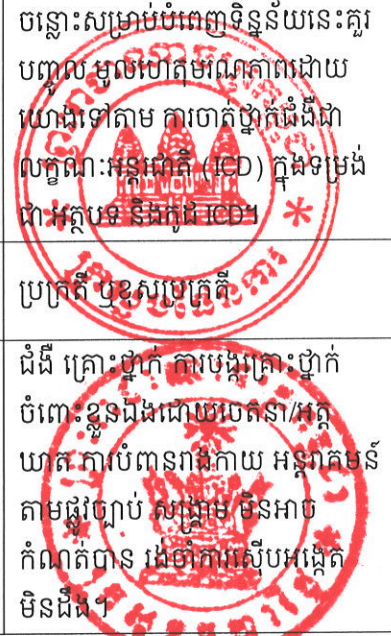 ចន្លោះសម្រាប់បំពេញទិន្នន័យនេះគួរ
បញ្ចូល មូលហេតុមរណភាពដោយ
យោងទៅតាម ការចាត់ថ្នាក់ជំងឺជា
លក្ខណៈអន្តរជាតិ (ICD) ក្នុងទម្រង់
ជា អត្ថបទ និងកូដ ICD។
ប្រក្រតី ឬខុសប្រក្រតី
ជំងឺ គ្រោះថ្នាក់ ការបង្កគ្រោះថ្នាក់
ចំពោះខ្លួនឯងដោយចេតនា/អត្ត
ឃាត ការបំពានរាងកាយ អន្តរាគមន៍
តាមផ្លូវច្បាប់ សង្គ្រាម មិនអាច
កំណត់បាន រង់ចាំការស៊ើបអង្កេត
មិនដឹង។